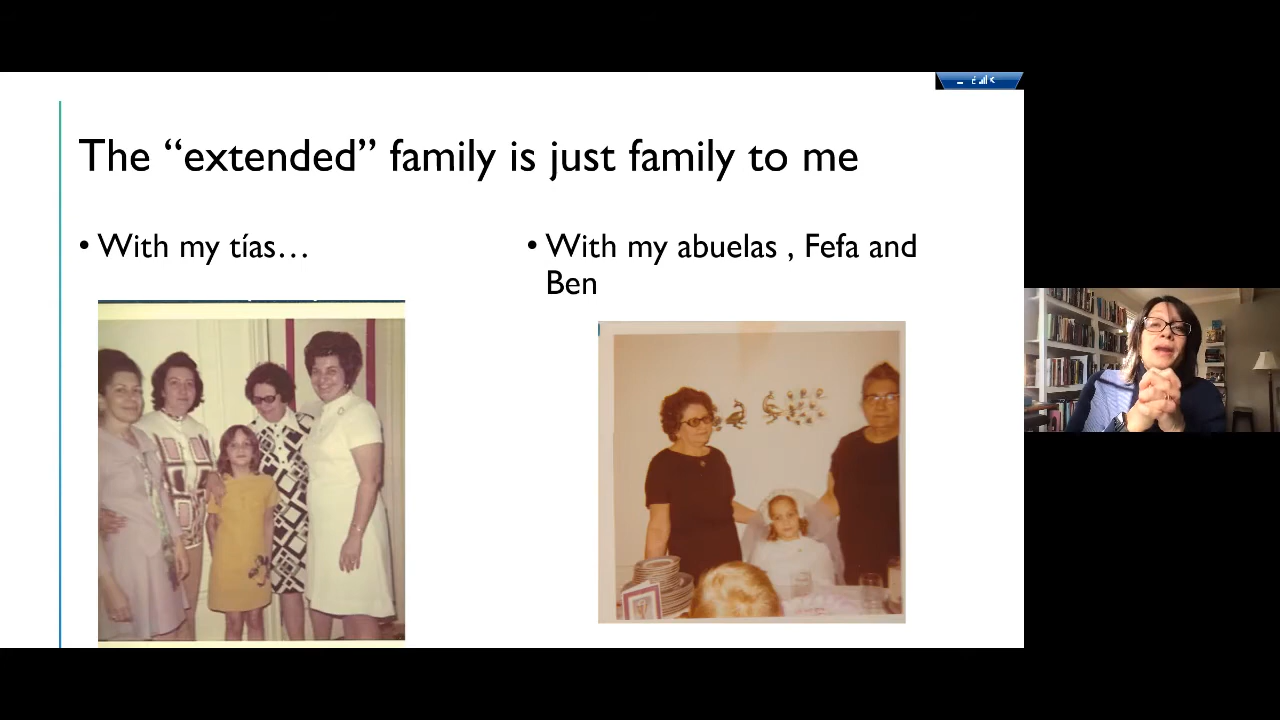 The “extended” family is just family to me
• With my tías…
• With my abuelas , Fefa and
Ben